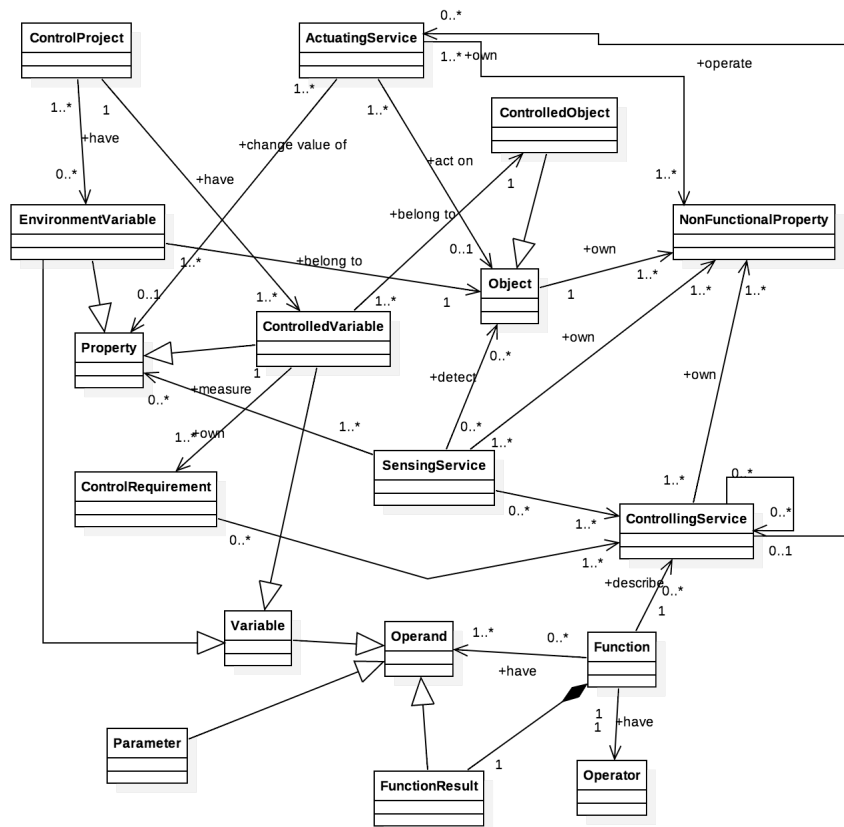 0..*
ControlProject
ActuatingService
1..*
+own
+operate
1..*
1..*
1
1..*
ControlledObject
+have
+change value of
+act on
0..*
+have
1
1..*
EnvironmentVariable
+belong to
NonFunctionalProperty
1..*
+belong to
0..1
+own
0..1
1..*
1..*
1
Object
1
1..*
1..*
1..*
ControlledVariable
Property
+own
1
+measure
+detect
0..*
+own
0..*
1..*
0..*
1..*
+own
1..*
ControlRequirement
SensingService
1..*
0..*
0..*
0..*
1..*
ControllingService
0..*
1..*
0..1
+describe
0..*
1
Variable
Operand
1..*
0..*
Function
+have
1
1
+have
Parameter
1
FunctionResult
Operator